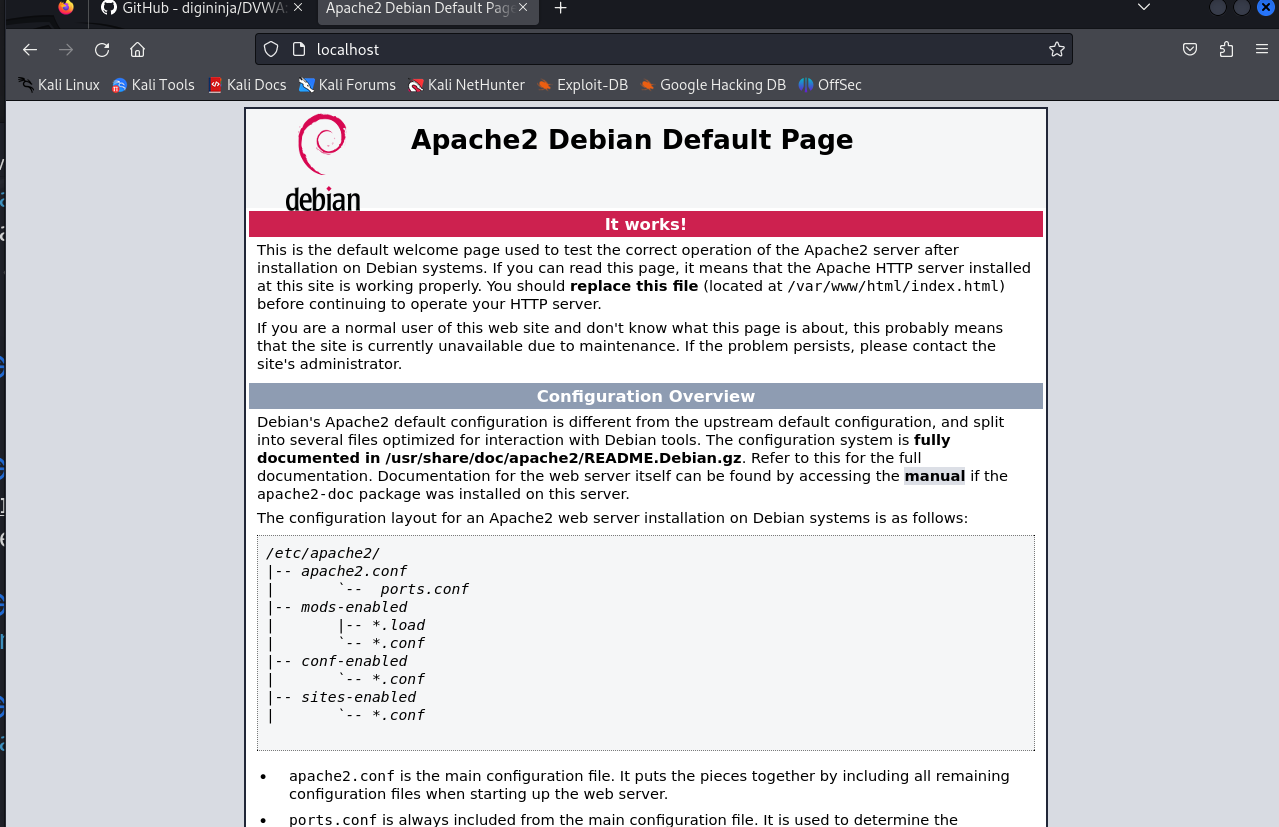 GitHub - digininja/DVWA:
Apache2 Debian Default Page
localhost
Kali Linux Kali Tools Kali Docs Kali Forums Kali NetHunter Exploit-DB Google Hacking DB OffSec
debian
Apache2 Debian Default Page
It works!
This is the default welcome page used to test the correct operation of the Apache2 server after
installation on Debian systems. If you can read this page, it means that the Apache HTTP server installed
at this site is working properly. You should replace this file (located at /var/www/html/index.html)
before continuing to operate your HTTP server.
If you are a normal user of this web site and don't know what this page is about, this probably means
that the site is currently unavailable due to maintenance. If the problem persists, please contact the
site's administrator.
Configuration Overview
Debian's Apache2 default configuration is different from the upstream default configuration, and split
into several files optimized for interaction with Debian tools. The configuration system is fully
documented in /usr/share/doc/apache2/README.Debian.gz. Refer to this for the full
documentation. Documentation for the web server itself can be found by accessing the manual if the
apache2-doc package was installed on this server.
The configuration layout for an Apache2 web server installation on Debian systems is as follows:
/etc/apache2/
|-- apache2.conf
|       `--  ports.conf
|-- mods-enabled
|       |-- *.load
|       `-- *.conf
|-- conf-enabled
|       `-- *.conf
|-- sites-enabled
|       `-- *.conf
• apache2.conf is the main configuration file. It puts the pieces together by including all remaining
configuration files when starting up the web server.
• ports.conf is always included from the main configuration file. It is used to determine the